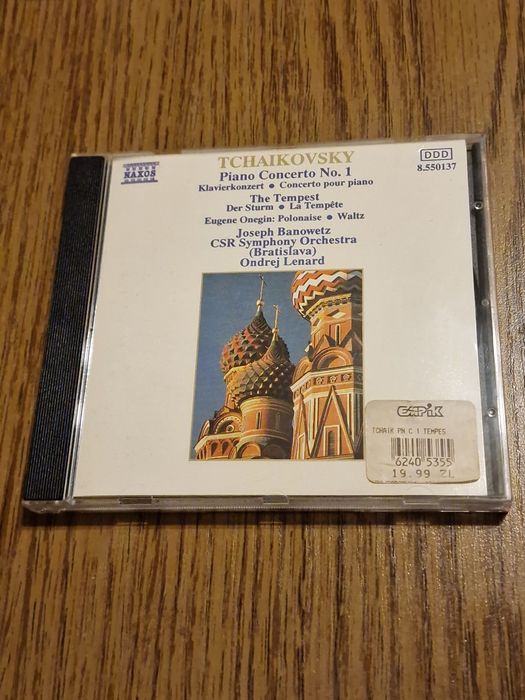 NAXOS
TCHAIKOVSKY
DDD
8.550137
Piano Concerto No. 1
Klavierkonzert • Concerto pour piano
The Tempest
Der Sturm • La Tempête
Eugene Onegin: Polonaise • Waltz
Joseph Banowetz
CSR Symphony Orchestra
(Bratislava)
Ondrej Lenard
TCHAIK PN C 1 TEMPES
6240 5355
19.99 ZL